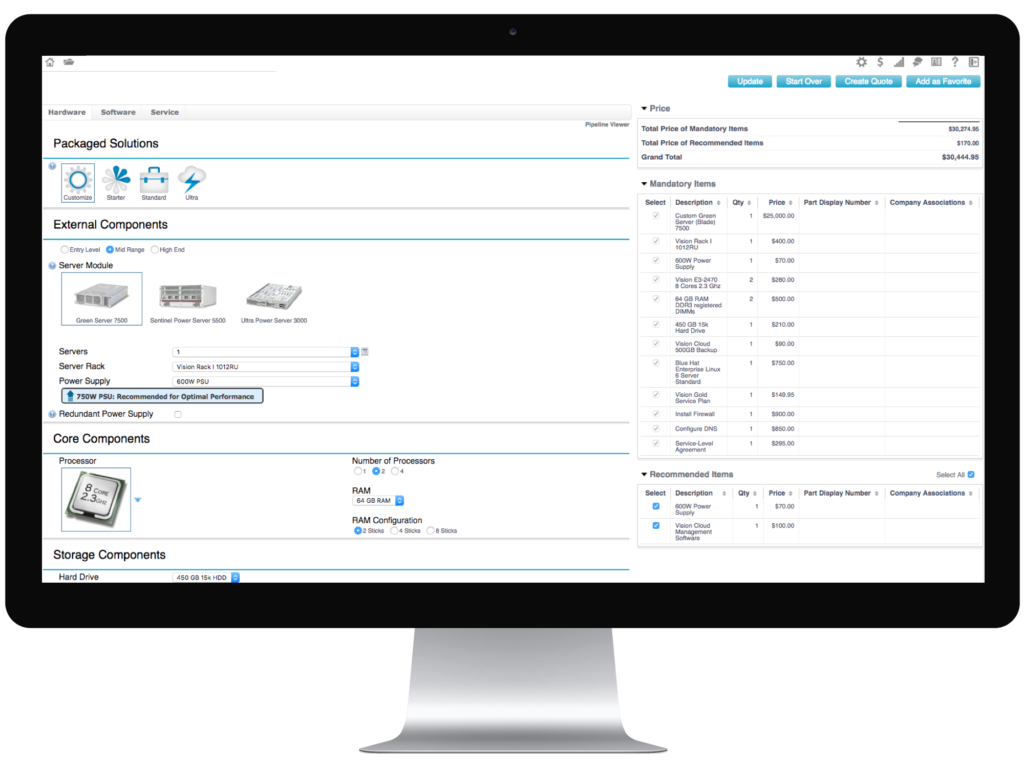 Update
Start Over
Create Quote
Add as Favorite
Hardware Software Service
Pipeline Viewer
Packaged Solutions
Customize Starter Standard Ultra
External Components
Entry Level Mid Range High End
Server Module
Green Server 7500 Sentinel Power Server 5500 Ultra Power Server 3000
Servers 1
Server Rack Vision Rack I 1012RU
Power Supply 600W PSU
750W PSU: Recommended for Optimal Performance
Redundant Power Supply
Core Components
Processor
8 CORE
2.3GHZ
Number of Processors
1 2 4
RAM
64 GB RAM
RAM Configuration
2 Sticks 4 Sticks 8 Sticks
Storage Components
Hard Drive 450 GB 15k HDD
Price
Total Price of Mandatory Items $30,274.95
Total Price of Recommended Items $170.00
Grand Total $30,444.95
Mandatory Items
Select Description Qty Price Part Display Number Company Associations
Custom Green 1 $25,000.00
Server (Blade)
7500
Vision Rack I 1 $400.00
1012RU
600W Power 1 $70.00
Supply
Vision E3-2470 2 $280.00
8 Cores 2.3 Ghz
64 GB RAM 2 $500.00
DDR3 registered
DIMMs
450 GB 15k 1 $210.00
Hard Drive
Vision Cloud 1 $90.00
500GB Backup
Blue Hat 1 $750.00
Enterprise Linux
6 Server
Standard
Vision Gold 1 $149.95
Service Plan
Install Firewall 1 $900.00
Configure DNS 1 $850.00
Service-Level 1 $295.00
Agreement
Recommended Items Select All
Select Description Qty Price Part Display Number Company Associations
600W Power 1 $70.00
Supply
Vision Cloud 1 $100.00
Management
Software